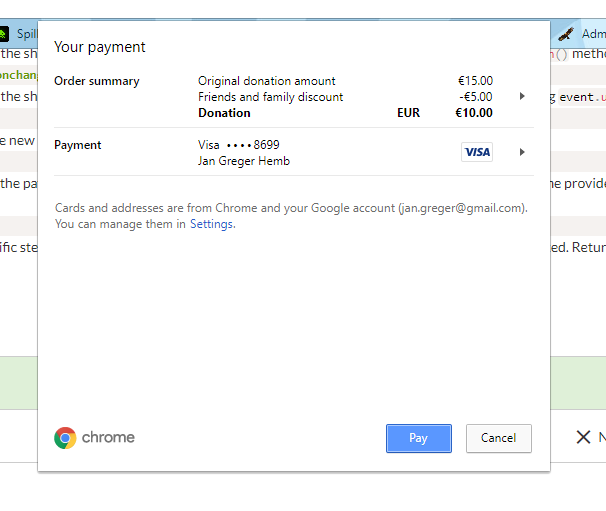 Your payment
Order summary
Original donation amount €15.00
Friends and family discount -€5.00
Donation EUR €10.00
Payment
Visa ••••8699
Jan Greger Hemb
VISA
Cards and addresses are from Chrome and your Google account (jan.greger@gmail.com).
You can manage them in Settings.
chrome
Pay
Cancel
Spil
Adm
the sh
() metho
onchang
the sh
g event.u
e new
the pa
he provide
ific ste
ed. Retur
N